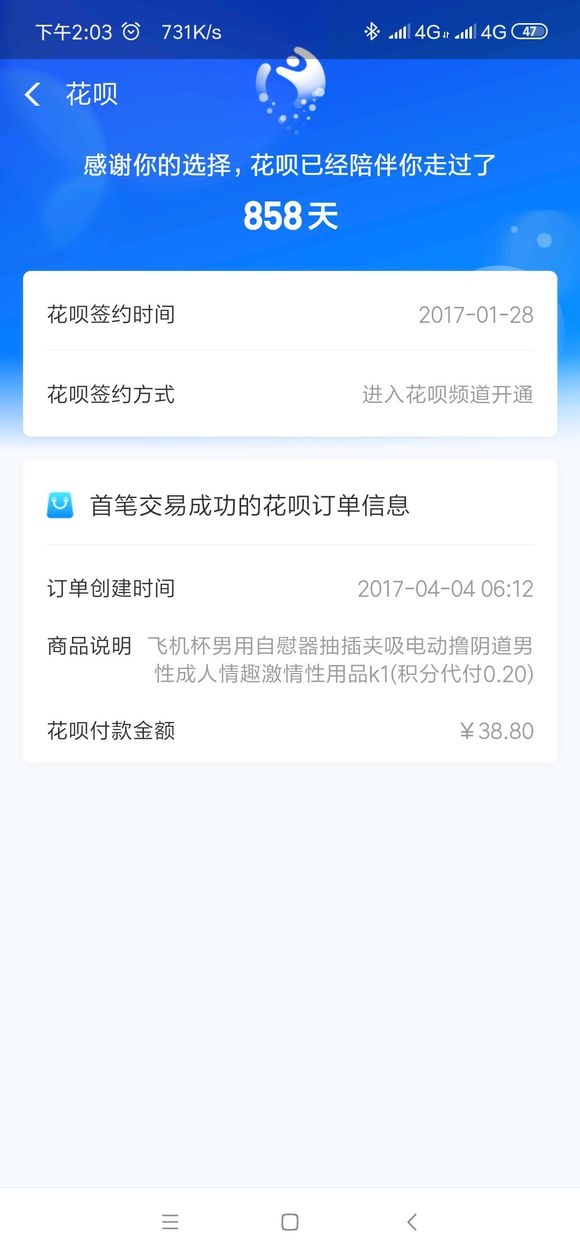 下午2:03 731K/s 4G 4G 47
花呗
感谢你的选择，花呗已经陪伴你走过了
858天
花呗签约时间 2017-01-28
花呗签约方式 进入花呗频道开通
首笔交易成功的花呗订单信息
订单创建时间 2017-04-04 06:12
商品说明 飞机杯男用自慰器抽插夹吸电动撸阴道男
性成人情趣激情性用品k1(积分代付0.20)
花呗付款金额 ￥38.80